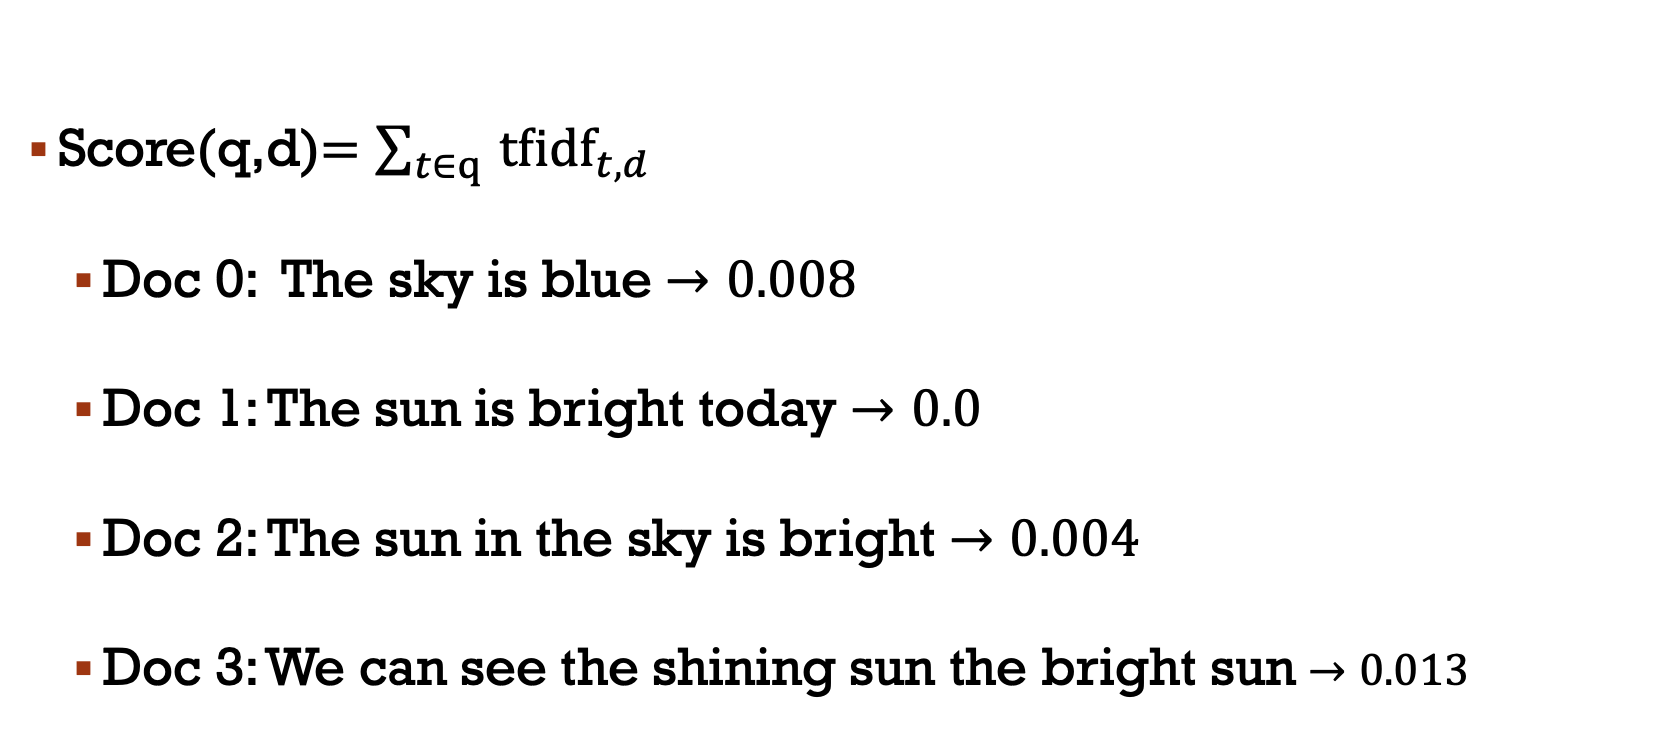 ▪ Score(q,d)= ∑_{t∈q} tfidf_{t,d}
▪ Doc 0: The sky is blue → 0.008
▪ Doc 1: The sun is bright today → 0.0
▪ Doc 2: The sun in the sky is bright → 0.004
▪ Doc 3: We can see the shining sun the bright sun → 0.013